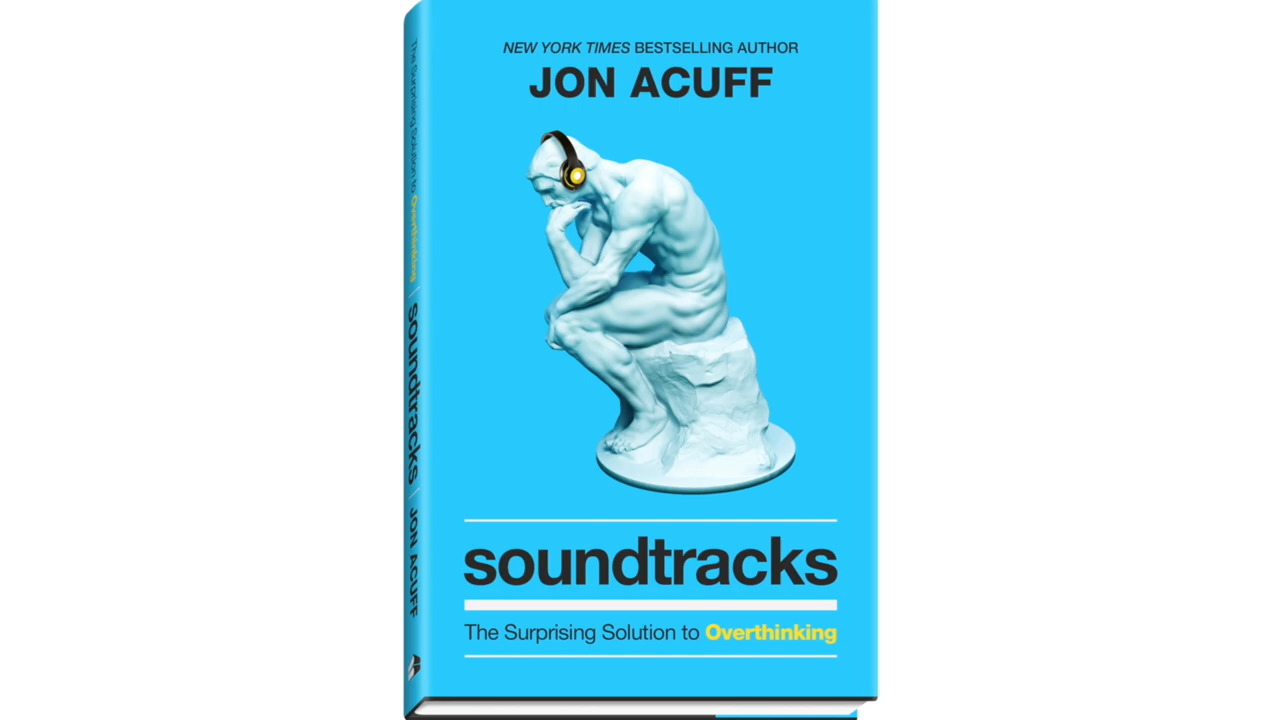 NEW YORK TIMES BESTSELLING AUTHOR
JON ACUFF
soundtracks
The Surprising Solution to Overthinking
The Surprising Solution to Overthinking | soundtracks | JON ACUFF